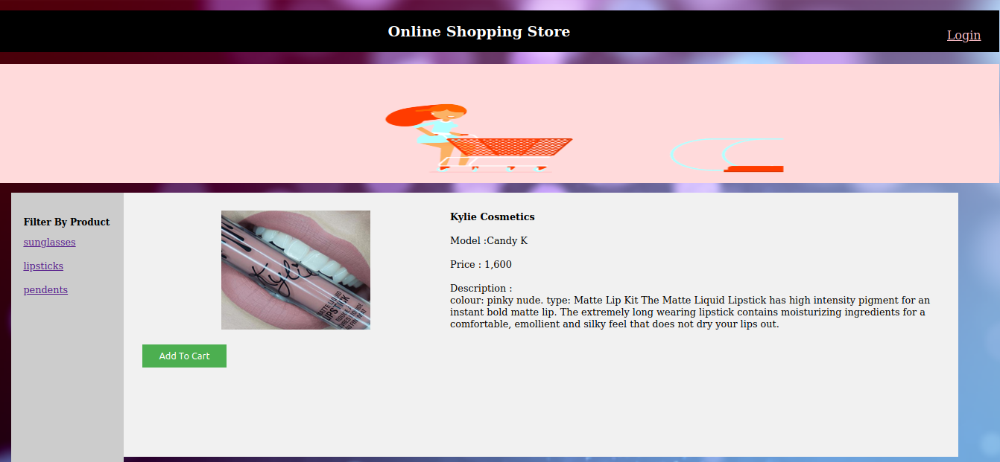 Online Shopping Store
Login
Filter By Product
sunglasses
lipsticks
pendents
Kylie
MATTE LIQUID
LIPSTICK
Kylie Cosmetics
Model :Candy K
Price : 1,600
Description :
colour: pinky nude. type: Matte Lip Kit The Matte Liquid Lipstick has high intensity pigment for an
instant bold matte lip. The extremely long wearing lipstick contains moisturizing ingredients for a
comfortable, emollient and silky feel that does not dry your lips out.
Add To Cart